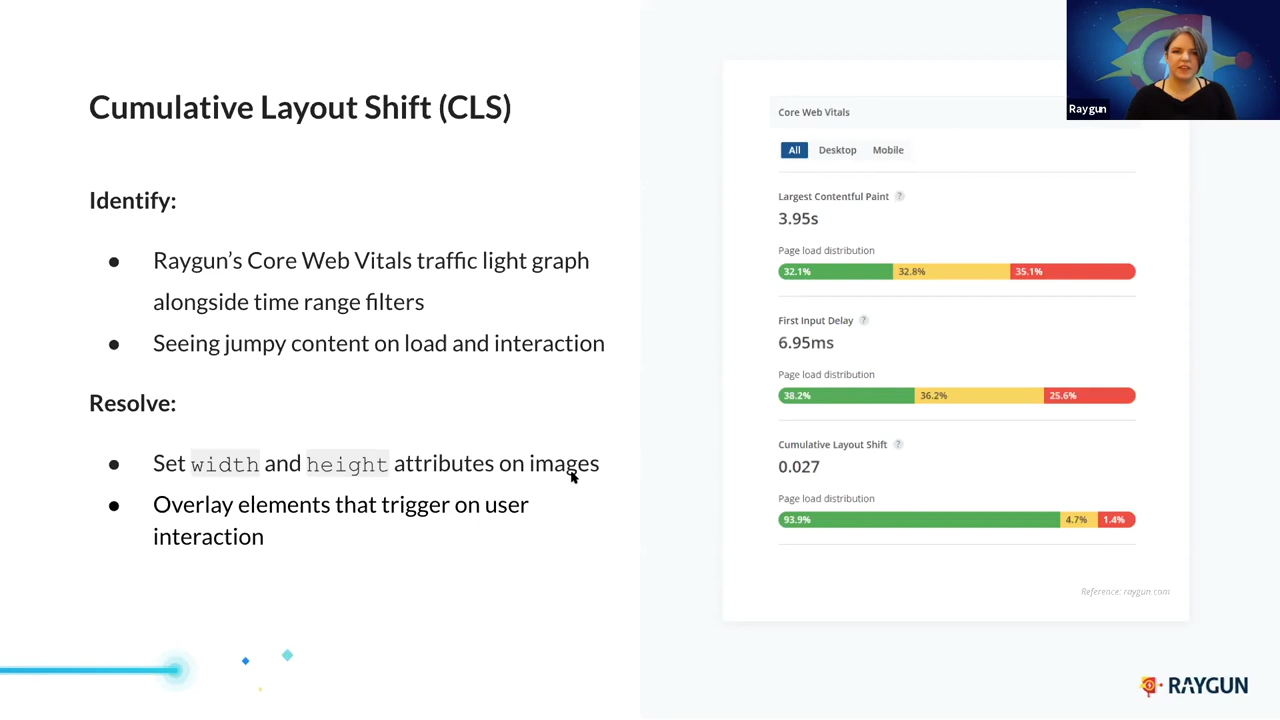 Cumulative Layout Shift (CLS)
Identify:
● Raygun’s Core Web Vitals traffic light graph
alongside time range filters
● Seeing jumpy content on load and interaction
Resolve:
● Set width and height attributes on images
● Overlay elements that trigger on user
interaction
Raygun
Core Web Vitals
All Desktop Mobile
Largest Contentful Paint ?
3.95s
Page load distribution
32.1% 32.8% 35.1%
First Input Delay ?
6.95ms
Page load distribution
38.2% 36.2% 25.6%
Cumulative Layout Shift ?
0.027
Page load distribution
93.9% 4.7% 1.4%
Reference: raygun.com
RAYGUN